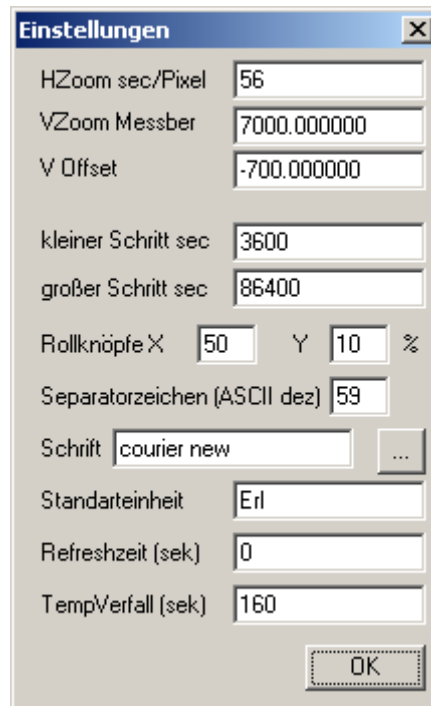 Einstellungen
HZoom sec/Pixel 56
VZoom Messber 7000.000000
V Offset -700.000000
kleiner Schritt sec 3600
großer Schritt sec 86400
Rollknöpfe X 50 Y 10 %
Separatorzeichen (ASCII dez) 59
Schrift courier new ...
Standarteinheit Erl
Refreshzeit (sek) 0
TempVerfall (sek) 160
OK